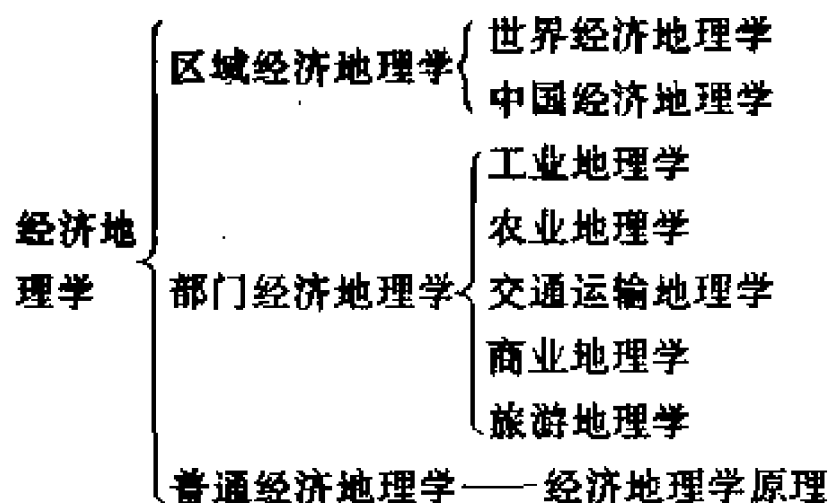 经济地理学
区域经济地理学
世界经济地理学
中国经济地理学
部门经济地理学
工业地理学
农业地理学
交通运输地理学
商业地理学
旅游地理学
普通经济地理学——经济地理学原理